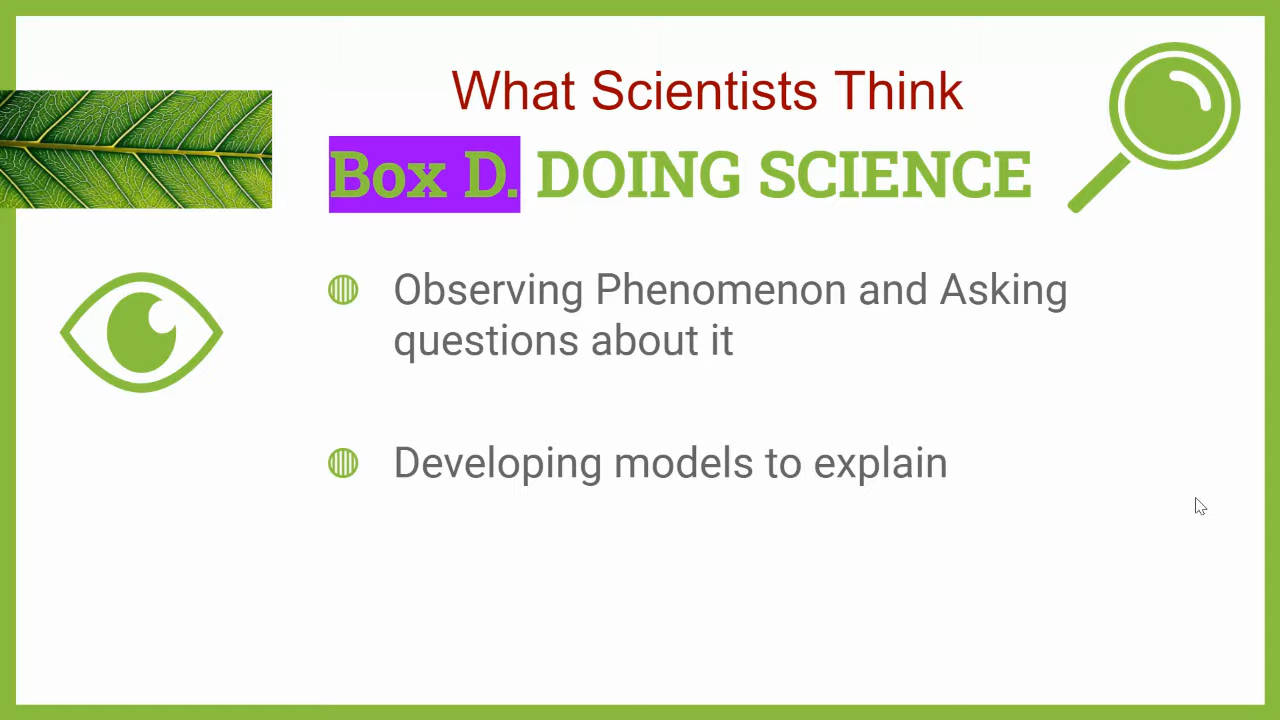 What Scientists Think
Box D. DOING SCIENCE
Observing Phenomenon and Asking
questions about it
Developing models to explain